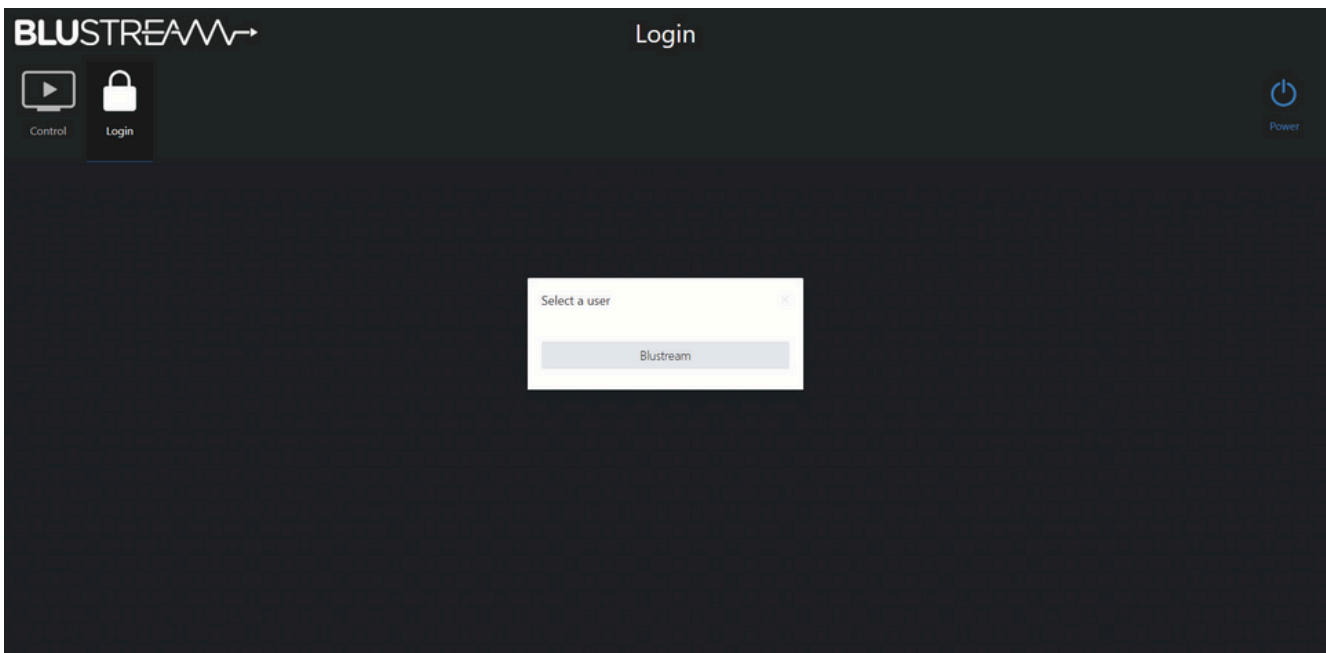 BLUSTREAM
Login
Control
Login
Power
Select a user
Blustream